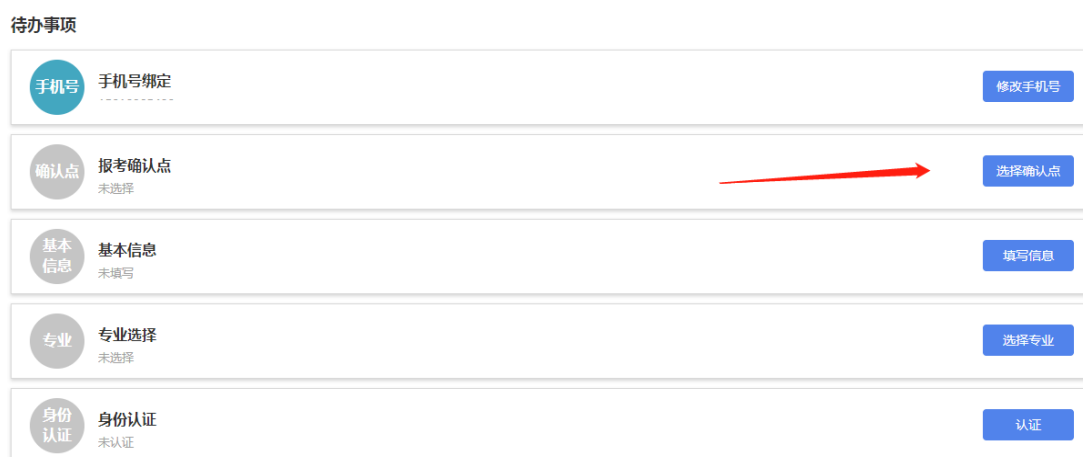 待办事项
手机号
手机号绑定
修改手机号
确认点
报考确认点
未选择
选择确认点
基本
信息
基本信息
未填写
填写信息
专业
专业选择
未选择
选择专业
身份
认证
身份认证
未认证
认证